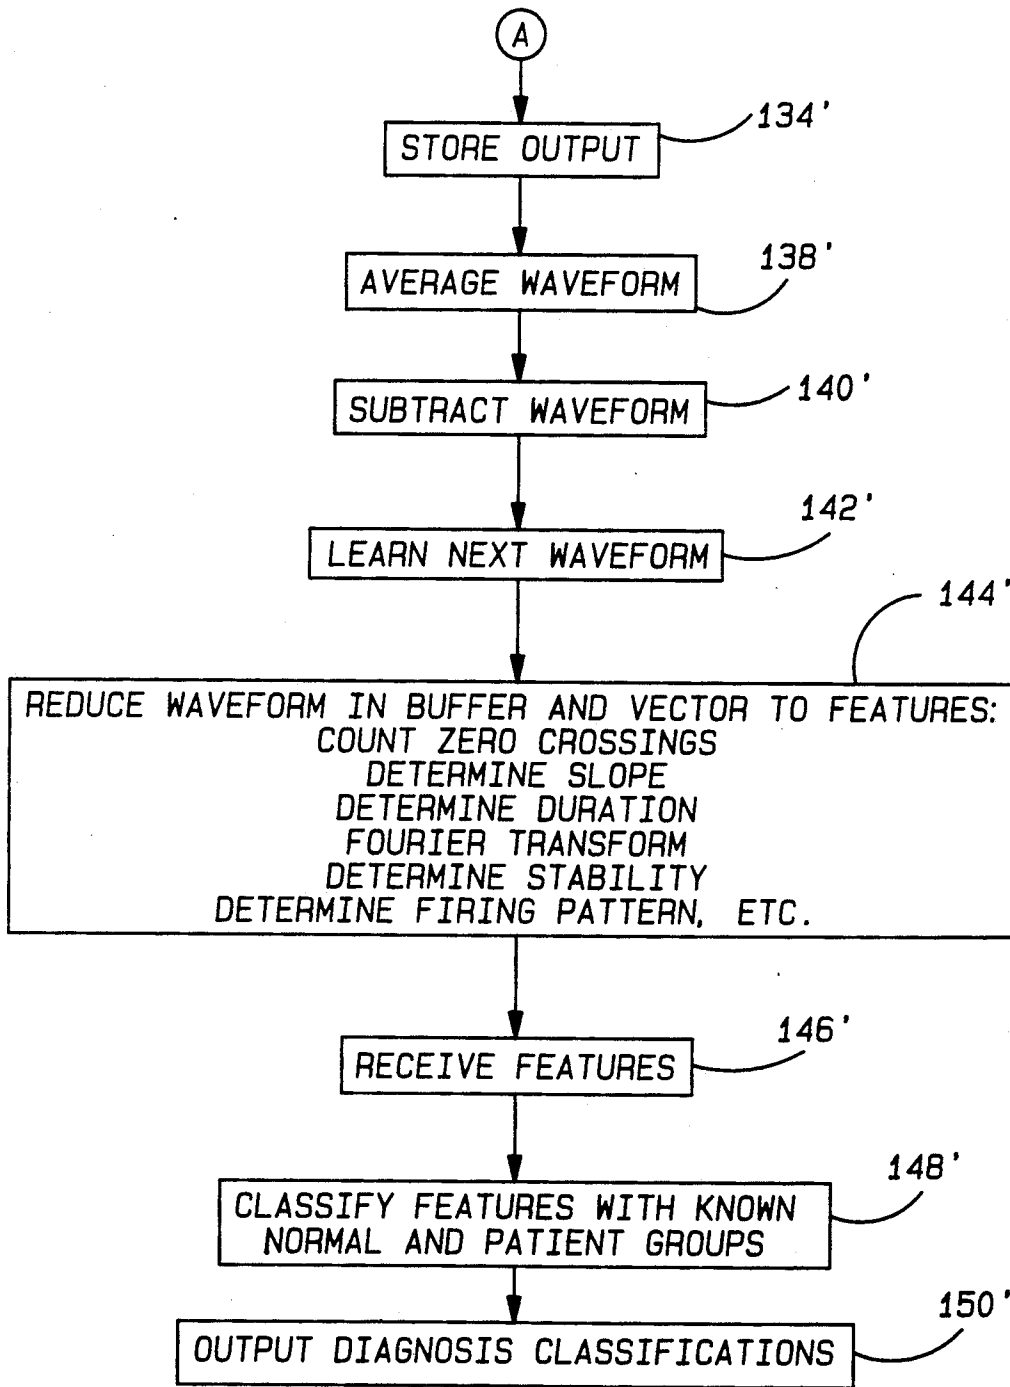 A
134'
STORE OUTPUT
138'
AVERAGE WAVEFORM
140'
SUBTRACT WAVEFORM
142'
LEARN NEXT WAVEFORM
144'
REDUCE WAVEFORM IN BUFFER AND VECTOR TO FEATURES:
COUNT ZERO CROSSINGS
DETERMINE SLOPE
DETERMINE DURATION
FOURIER TRANSFORM
DETERMINE STABILITY
DETERMINE FIRING PATTERN, ETC.
146'
RECEIVE FEATURES
148'
CLASSIFY FEATURES WITH KNOWN
NORMAL AND PATIENT GROUPS
150'
OUTPUT DIAGNOSIS CLASSIFICATIONS